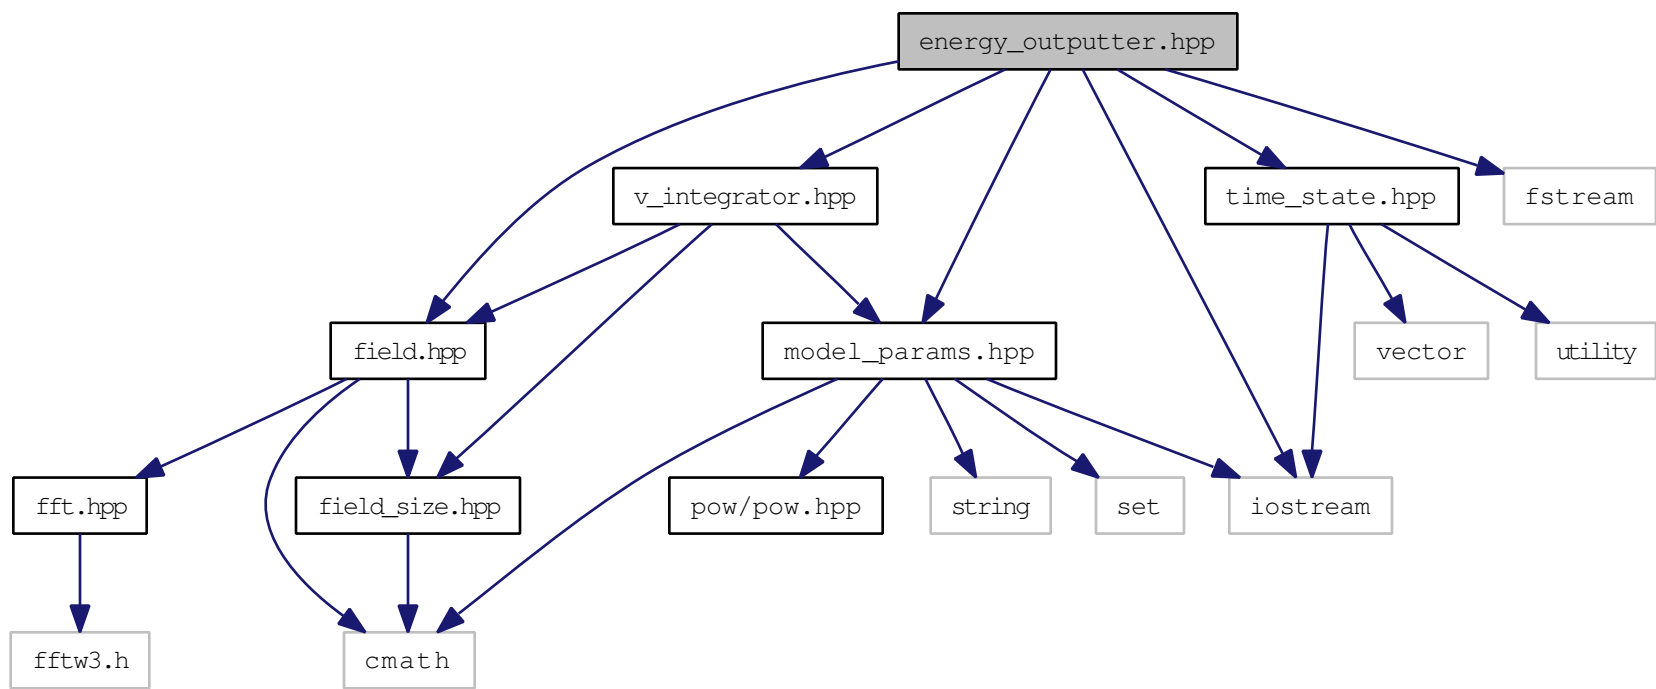 energy_outputter.hpp
v_integrator.hpp
time_state.hpp
fstream
field.hpp
model_params.hpp
vector
utility
fft.hpp
field_size.hpp
pow/pow.hpp
string
set
iostream
fftw3.h
cmath